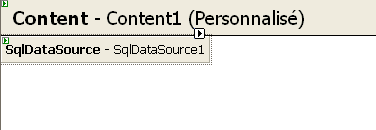 Content - Content1 (Personnalisé)
SqlDataSource - SqlDataSource1